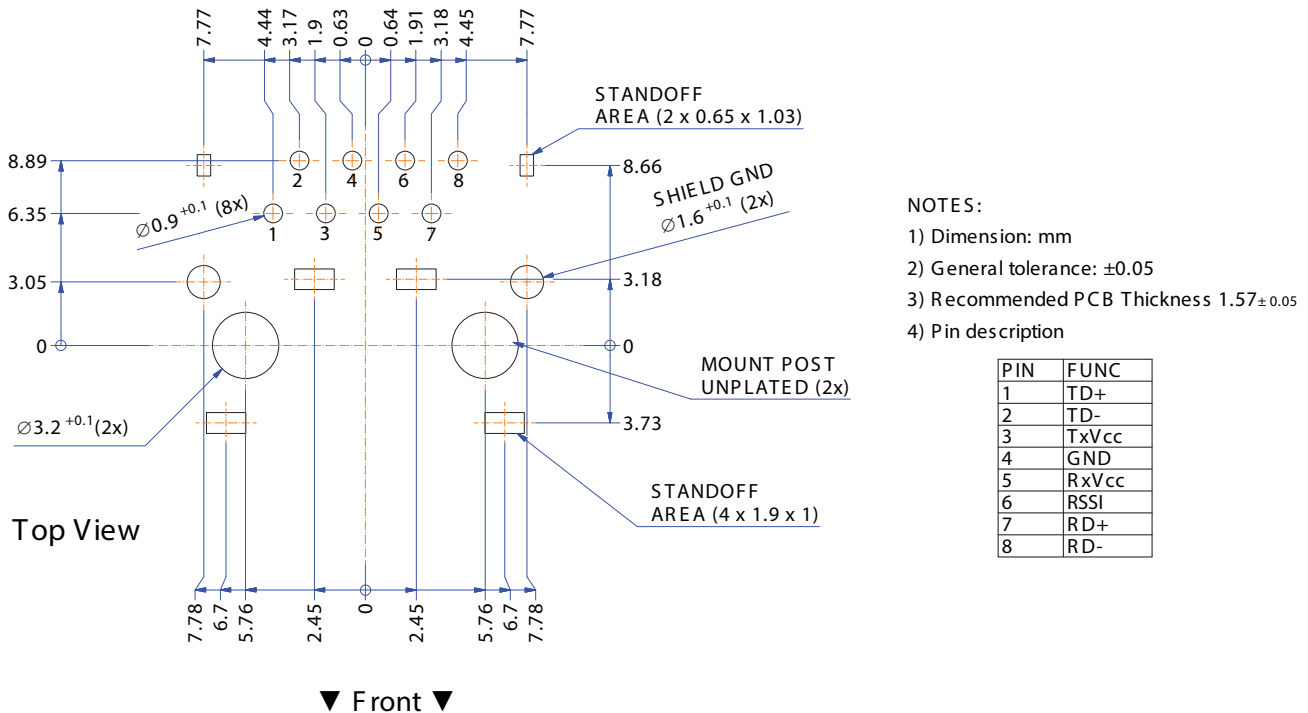 7.77 4.44 3.17 1.9 0.63 0 0.64 1.91 3.18 4.45 7.77
STANDOFF
AREA (2 x 0.65 x 1.03)
8.89
2 4 6 8
8.66
SHIELD GND
Ø1.6 +0.1 (2x)
6.35
Ø0.9 +0.1 (8x)
1 3 5 7
3.05
3.18
0
0
MOUNT POST
UNPLATED (2x)
Ø3.2 +0.1(2x)
3.73
STANDOFF
AREA (4 x 1.9 x 1)
Top View
7.78 6.7 5.76 2.45 0 2.45 5.76 6.7 7.78
▼ Front ▼
NOTES:
1) Dimension: mm
2) General tolerance: ±0.05
3) Recommended PCB Thickness 1.57± 0.05
4) Pin description
PIN FUNC
1 TD+
2 TD-
3 TxVcc
4 GND
5 RxVcc
6 RSSI
7 RD+
8 RD-